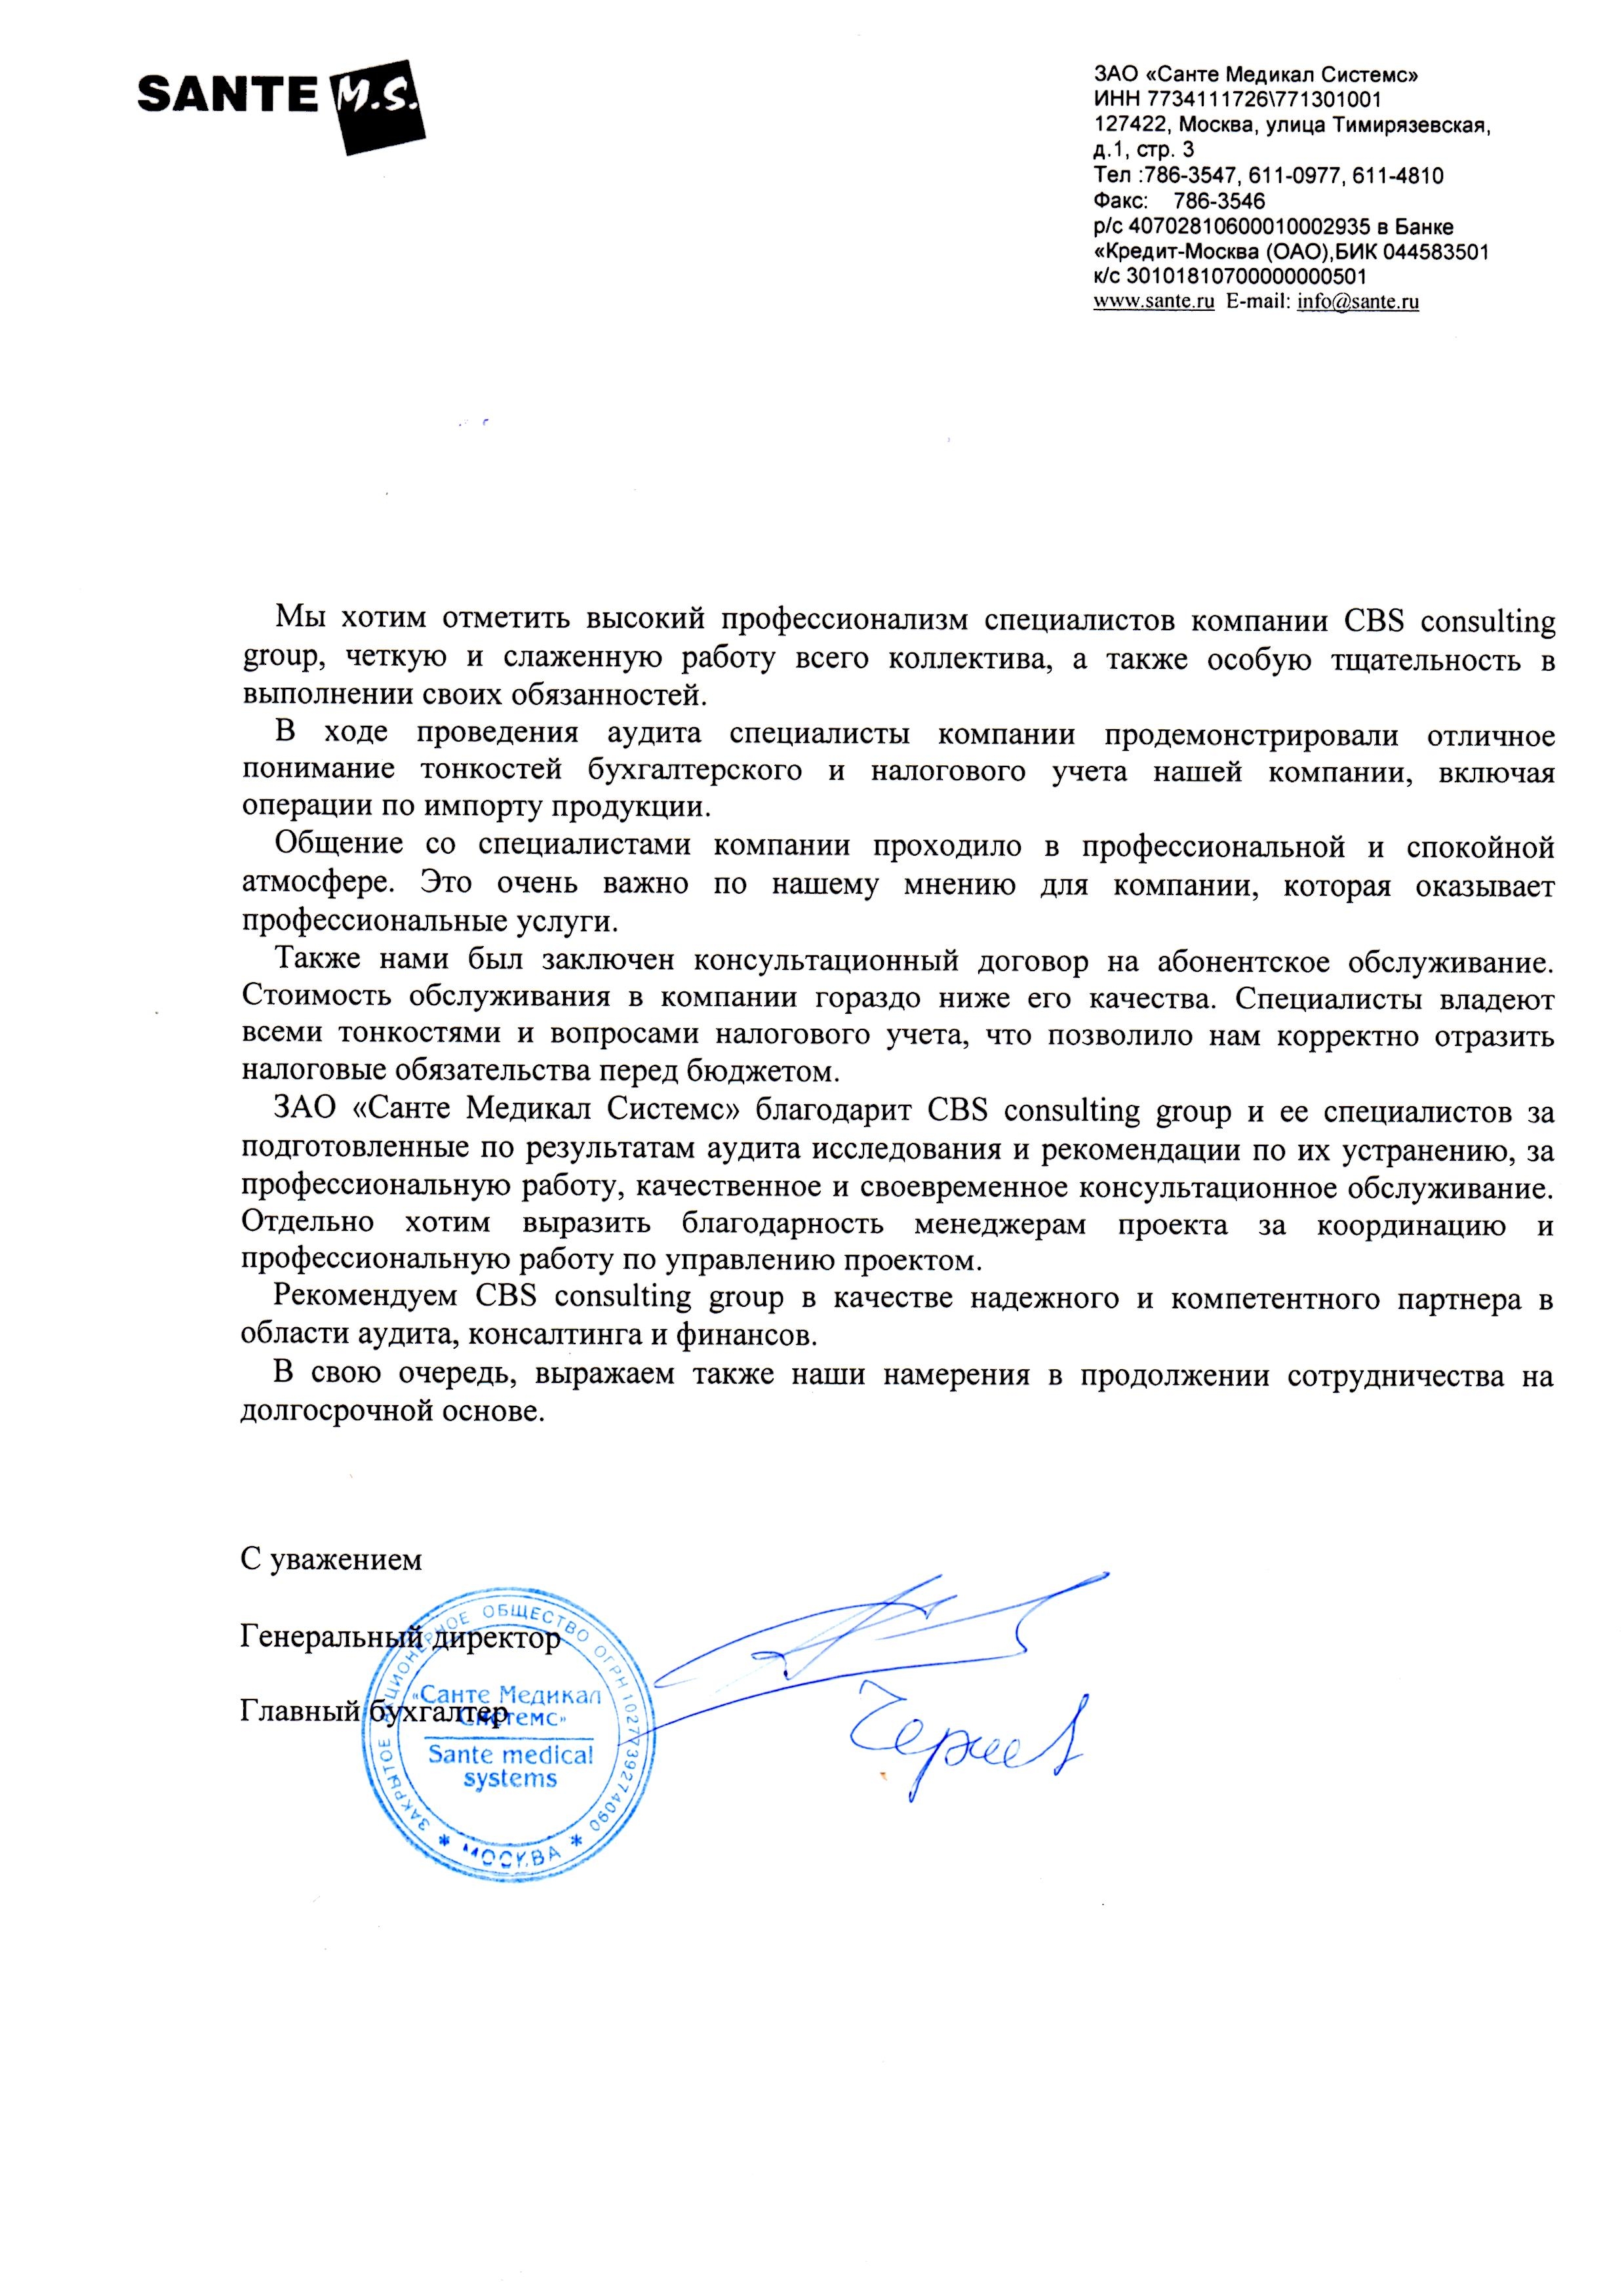 SANTE M.S.
ЗАО «Санте Медикал Системс»
ИНН 7734111726\771301001
127422, Москва, улица Тимирязевская,
д.1, стр. 3
Тел :786-3547, 611-0977, 611-4810
Факс: 786-3546
р/с 40702810600010002935 в Банке
«Кредит-Москва (ОАО),БИК 044583501
к/с 30101810700000000501
www.sante.ru E-mail: info@sante.ru
Мы хотим отметить высокий профессионализм специалистов компании CBS consulting
group, четкую и слаженную работу всего коллектива, а также особую тщательность в
выполнении своих обязанностей.
В ходе проведения аудита специалисты компании продемонстрировали отличное
понимание тонкостей бухгалтерского и налогового учета нашей компании, включая
операции по импорту продукции.
Общение со специалистами компании проходило в профессиональной и спокойной
атмосфере. Это очень важно по нашему мнению для компании, которая оказывает
профессиональные услуги.
Также нами был заключен консультационный договор на абонентское обслуживание.
Стоимость обслуживания в компании гораздо ниже его качества. Специалисты владеют
всеми тонкостями и вопросами налогового учета, что позволило нам корректно отразить
налоговые обязательства перед бюджетом.
ЗАО «Санте Медикал Системс» благодарит CBS consulting group и ее специалистов за
подготовленные по результатам аудита исследования и рекомендации по их устранению, за
профессиональную работу, качественное и своевременное консультационное обслуживание.
Отдельно хотим выразить благодарность менеджерам проекта за координацию и
профессиональную работу по управлению проектом.
Рекомендуем CBS consulting group в качестве надежного и компетентного партнера в
области аудита, консалтинга и финансов.
В свою очередь, выражаем также наши намерения в продолжении сотрудничества на
долгосрочной основе.
С уважением
Генеральный директор
Главный бухгалтер
ЗАКРЫТОЕ АКЦИОНЕРНОЕ ОБЩЕСТВО ОГРН 1027739274090
«Санте Медикал
Системс»
Sante medical
systems
* МОСКВА *